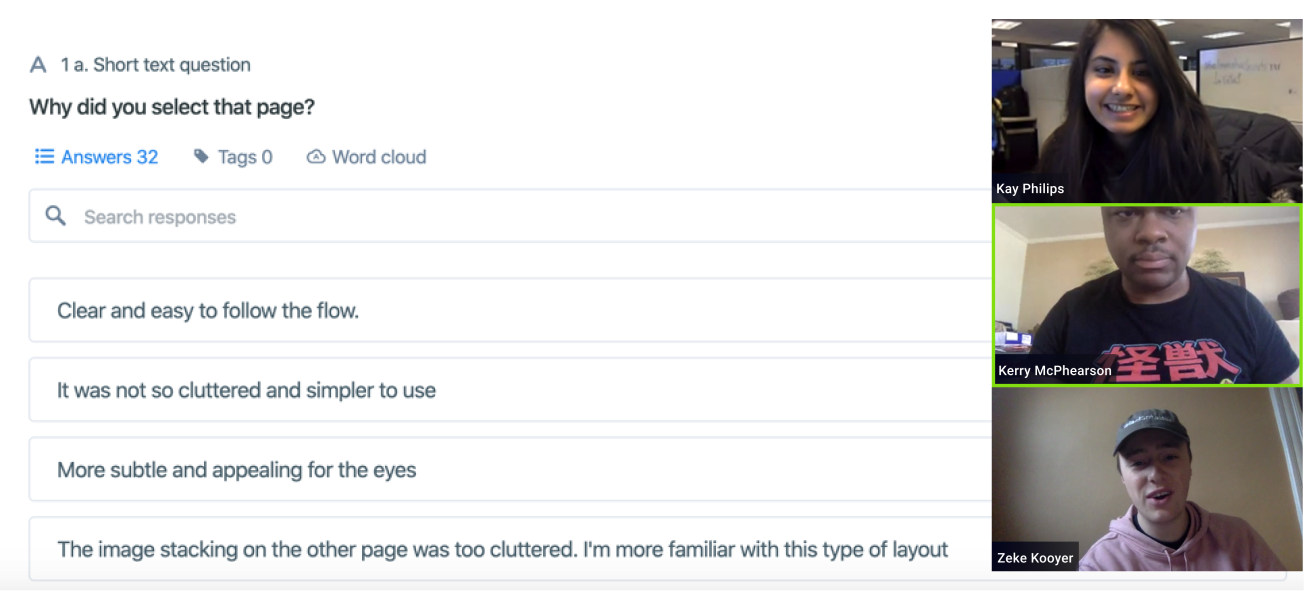 A 1 a. Short text question
Why did you select that page?
Answers 32 Tags 0 Word cloud
Search responses
Clear and easy to follow the flow.
It was not so cluttered and simpler to use
More subtle and appealing for the eyes
The image stacking on the other page was too cluttered. I'm more familiar with this type of layout
Kay Philips
怪獣
Kerry McPhearson
Zeke Kooyer